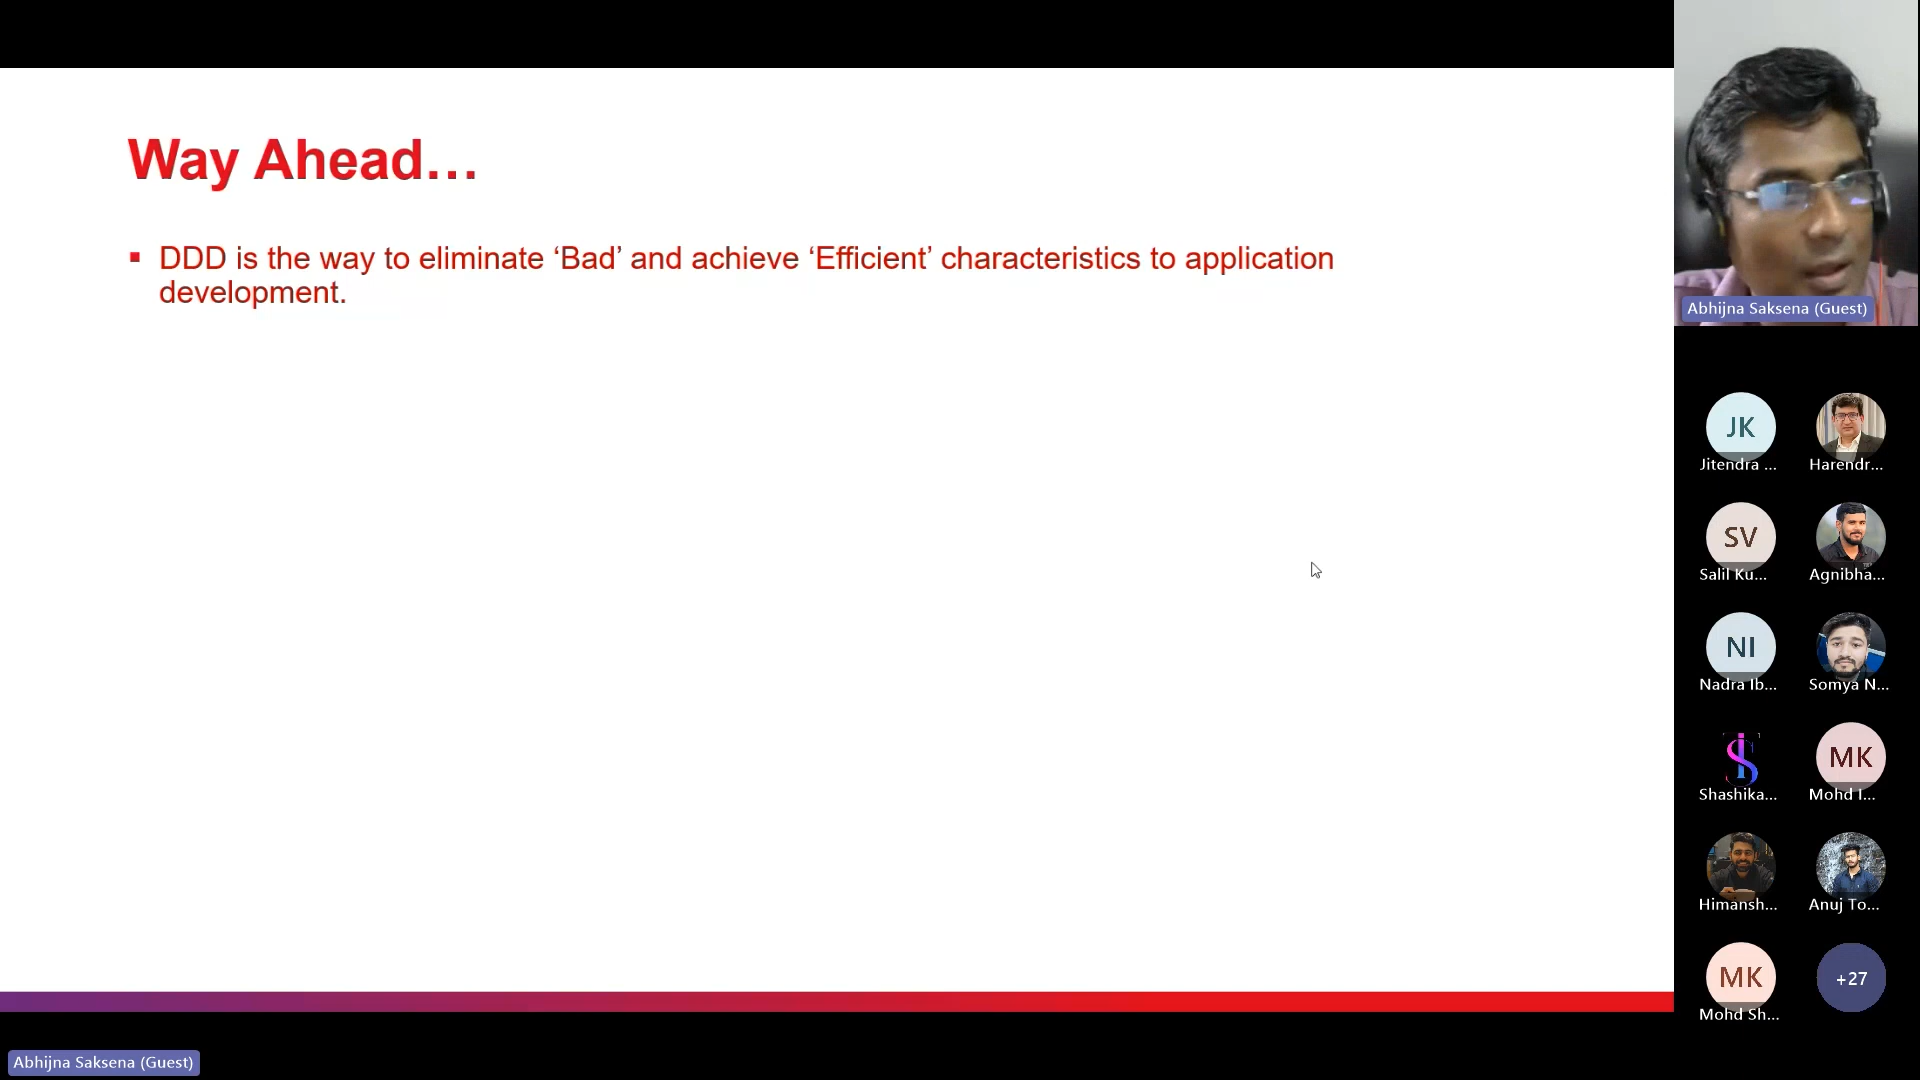 Way Ahead...
▪ DDD is the way to eliminate ‘Bad’ and achieve ‘Efficient’ characteristics to application
development.
Abhijna Saksena (Guest)
JK
Jitendra ...
Harendr...
SV
Salil Ku...
Agnibha...
NI
Nadra Ib...
Somya N...
Shashika...
MK
Mohd I...
Himansh...
Anuj To...
MK
Mohd Sh...
+27
Abhijna Saksena (Guest)